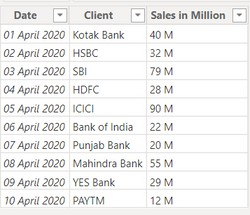 Date Client Sales in Million
01 April 2020 Kotak Bank 40 M
02 April 2020 HSBC 32 M
03 April 2020 SBI 79 M
04 April 2020 HDFC 28 M
05 April 2020 ICICI 90 M
06 April 2020 Bank of India 22 M
07 April 2020 Punjab Bank 20 M
08 April 2020 Mahindra Bank 55 M
09 April 2020 YES Bank 29 M
10 April 2020 PAYTM 12 M